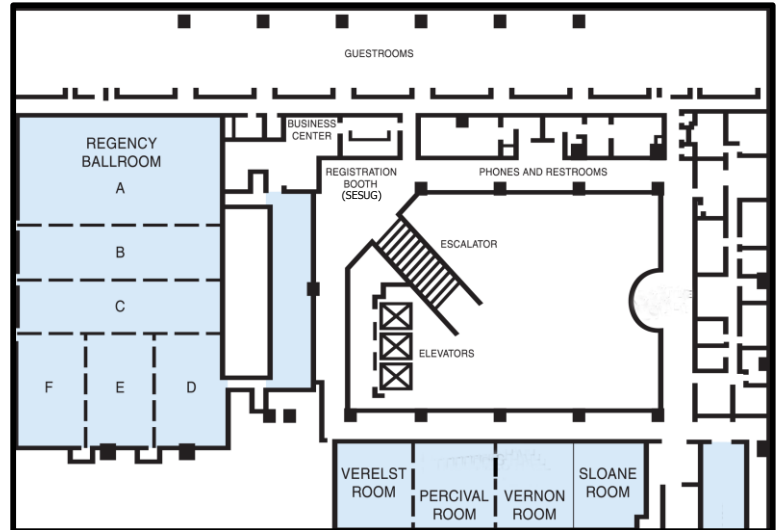 GUESTROOMS
BUSINESS
CENTER
REGENCY
BALLROOM
A
REGISTRATION
BOOTH
(SESUG)
PHONES AND RESTROOMS
B
ESCALATOR
C
ELEVATORS
F
E
D
VERELST
ROOM
PERCIVAL
ROOM
VERNON
ROOM
SLOANE
ROOM